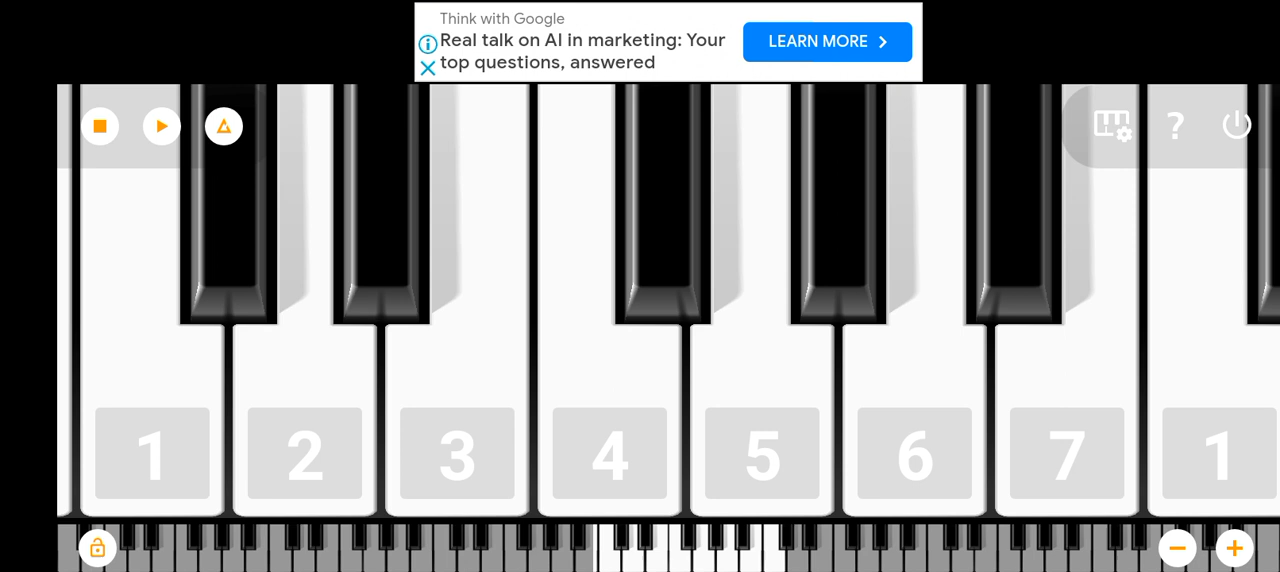 Think with Google
Real talk on AI in marketing: Your
top questions, answered
LEARN MORE
?
1 2 3 4 5 6 7 1